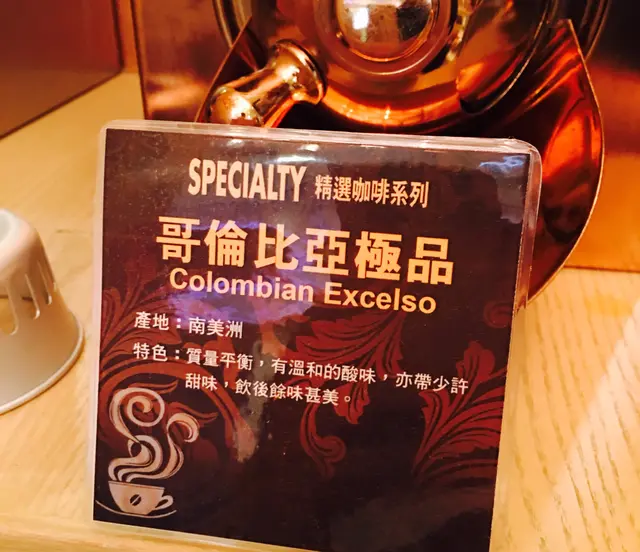 SPECIALTY 精選咖啡系列
哥倫比亞極品
Colombian Excelso
產地：南美洲
特色：質量平衡，有溫和的酸味，亦帶少許
甜味，飲後餘味甚美。